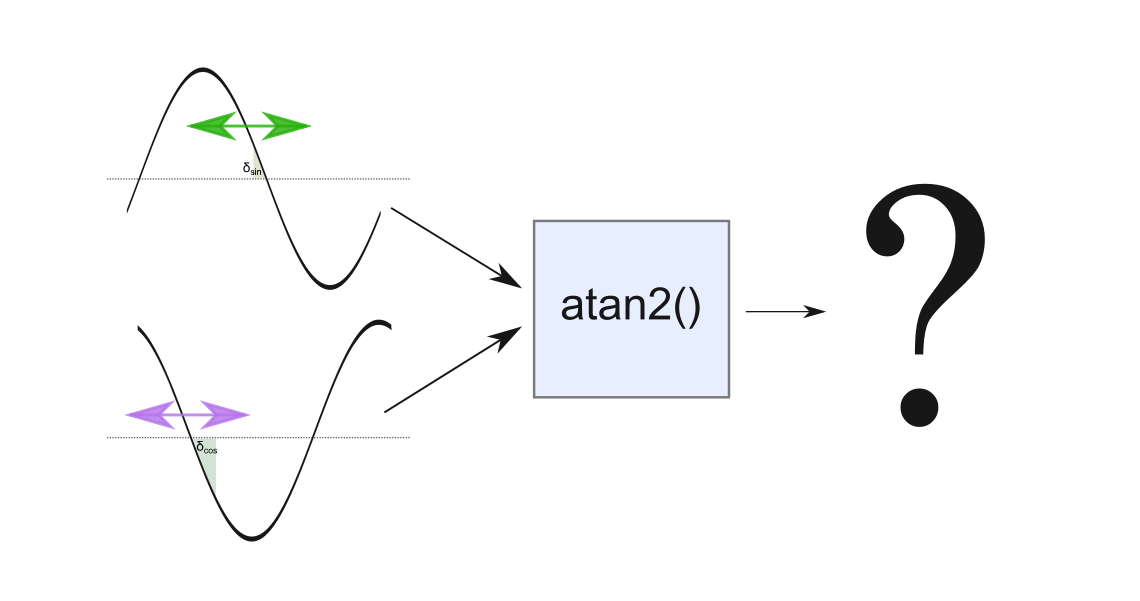 δsin
δcos
atan2()
?